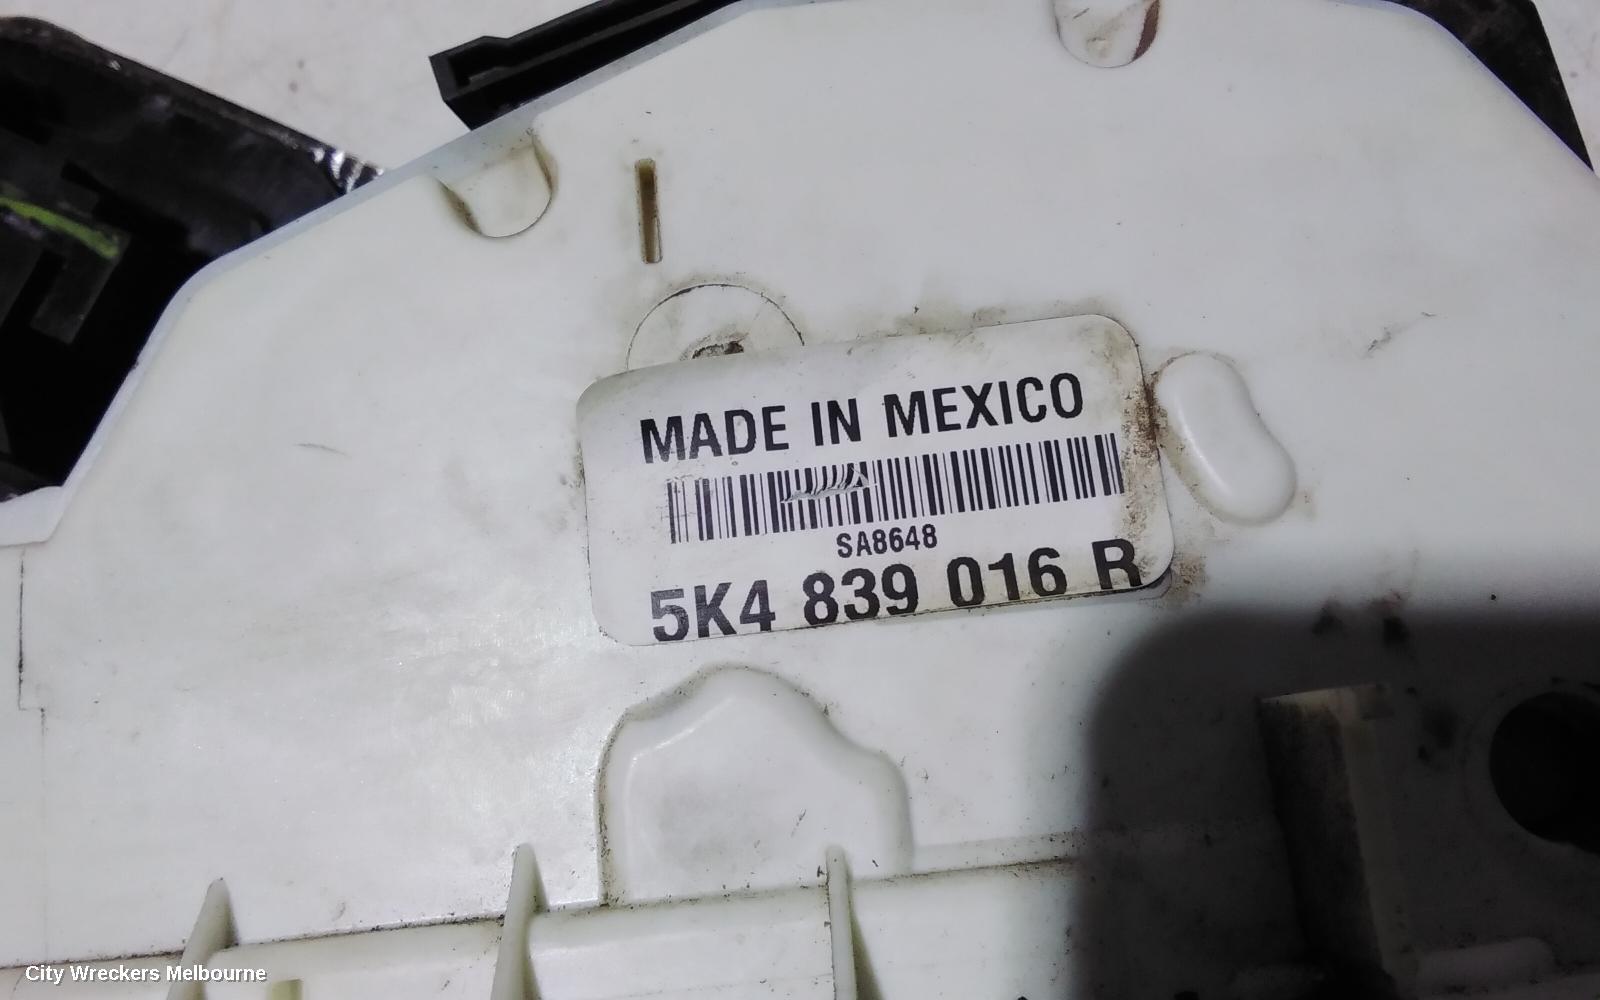 MADE IN MEXICO
SA8648
5K4 839 016 R
City Wreckers Melbourne